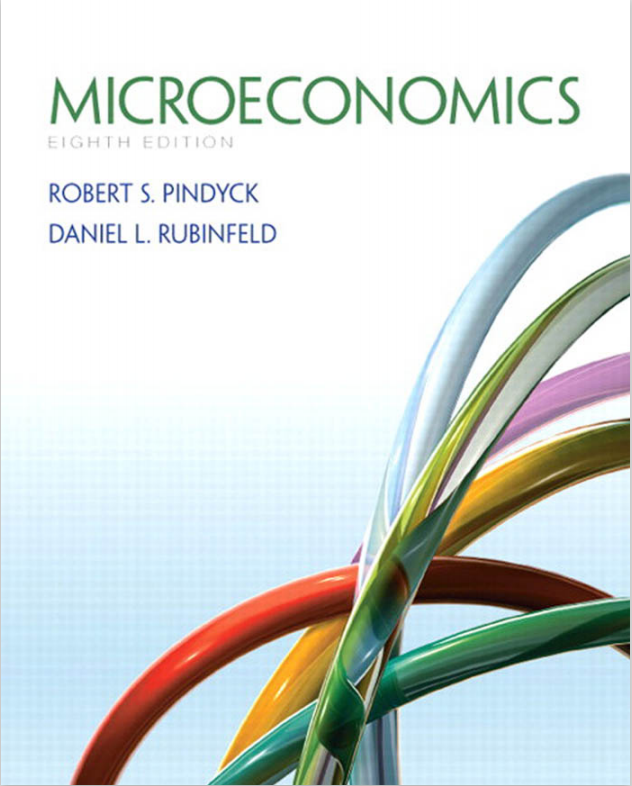 MICROECONOMICS
EIGHTH EDITION
ROBERT S. PINDYCK
DANIEL L. RUBINFELD